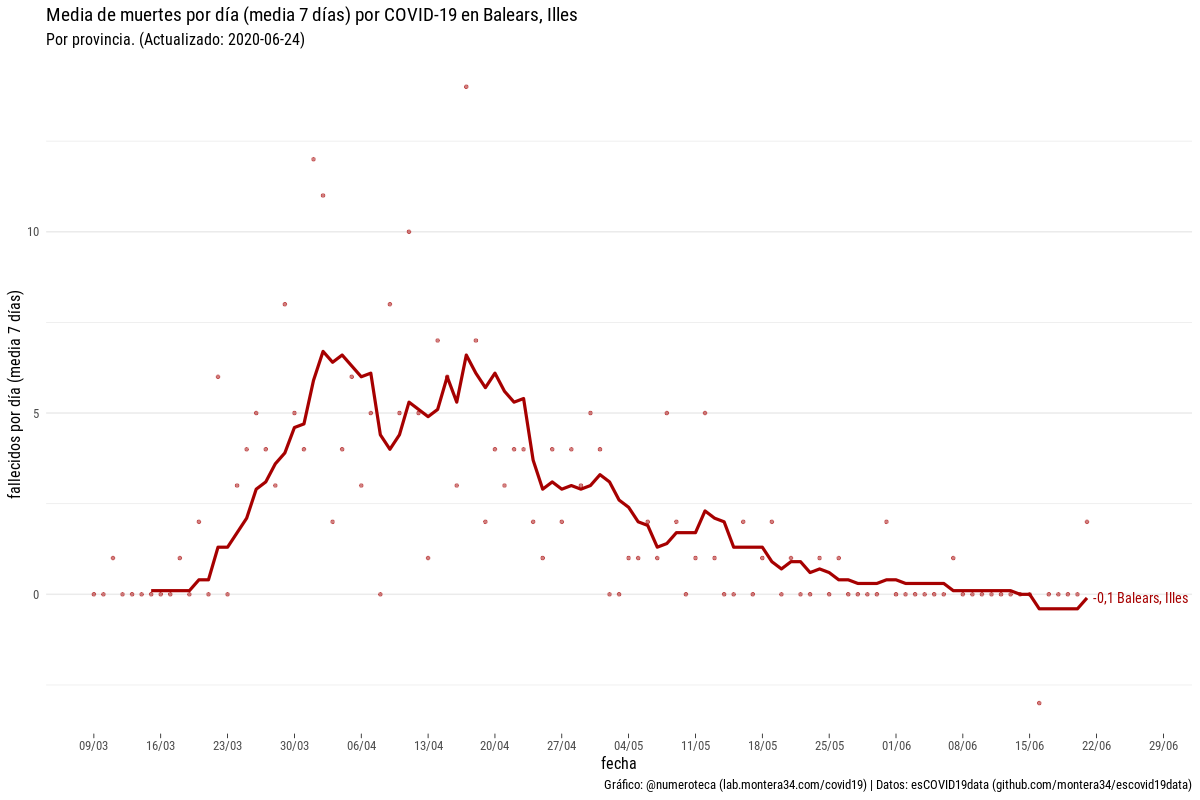 Media de muertes por día (media 7 días) por COVID-19 en Balears, Illes
Por provincia. (Actualizado: 2020-06-24)
fallecidos por día (media 7 días)
10
5
0
-0,1 Balears, Illes
09/03 16/03 23/03 30/03 06/04 13/04 20/04 27/04 04/05 11/05 18/05 25/05 01/06 08/06 15/06 22/06 29/06
fecha
Gráfico: @numeroteca (lab.montera34.com/covid19) | Datos: esCOVID19data (github.com/montera34/escovid19data)